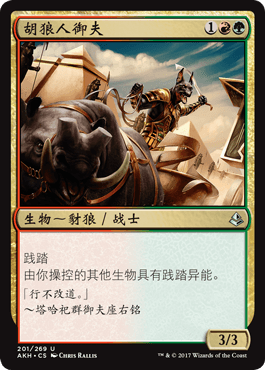 胡狼人御夫
1
生物~豺狼 / 战士
践踏
由你操控的其他生物具有践踏异能。
「行不改道。」
~塔哈祀群御夫座右铭
3/3
201/269 U
AKH • CS CHRIS RALLIS
™ & © 2017 Wizards of the Coast